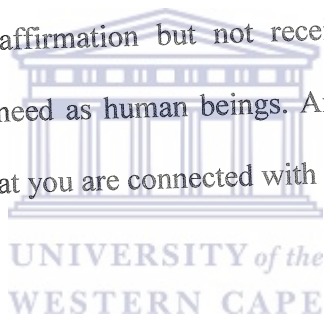 affirmation but not rece
need as human beings. A
at you are connected with
UNIVERSITY of the
WESTERN CAPE